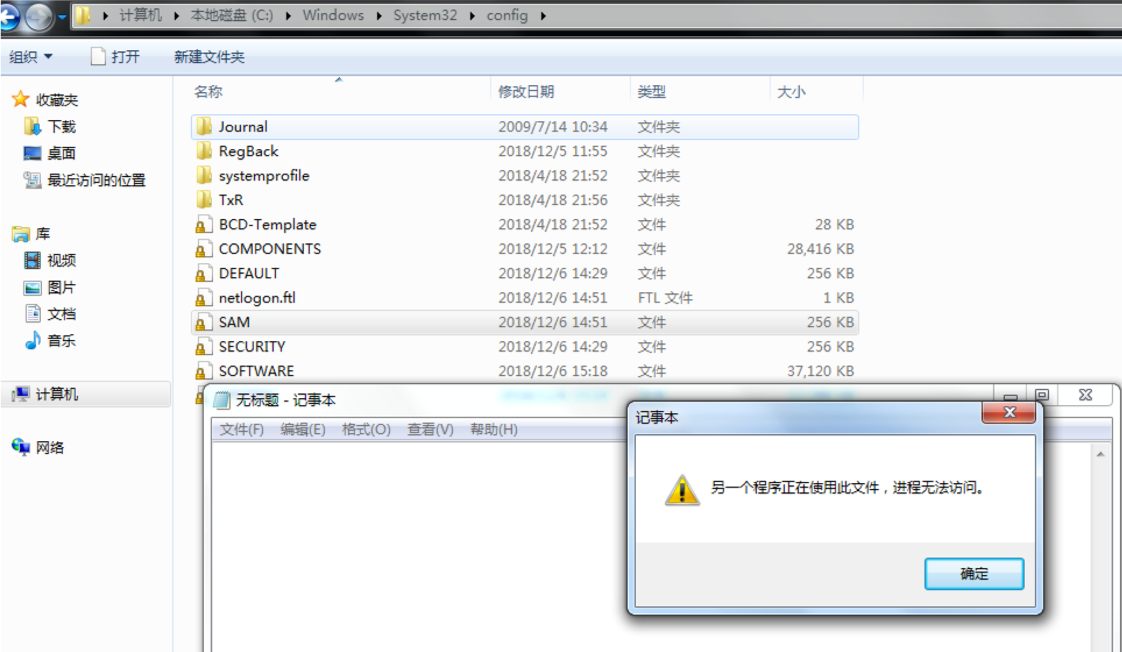 计算机 本地磁盘 (C:) Windows System32 config
组织 打开 新建文件夹
收藏夹
下载
桌面
最近访问的位置
库
视频
图片
文档
音乐
计算机
网络
名称 修改日期 类型 大小
Journal 2009/7/14 10:34 文件夹
RegBack 2018/12/5 11:55 文件夹
systemprofile 2018/4/18 21:52 文件夹
TxR 2018/4/18 21:56 文件夹
BCD-Template 2018/4/18 21:52 文件 28 KB
COMPONENTS 2018/12/5 12:12 文件 28,416 KB
DEFAULT 2018/12/6 14:29 文件 256 KB
netlogon.ftl 2018/12/6 14:51 FTL 文件 1 KB
SAM 2018/12/6 14:51 文件 256 KB
SECURITY 2018/12/6 14:29 文件 256 KB
SOFTWARE 2018/12/6 15:18 文件 37,120 KB
无标题 - 记事本
文件(F) 编辑(E) 格式(O) 查看(V) 帮助(H)
记事本
另一个程序正在使用此文件，进程无法访问。
确定